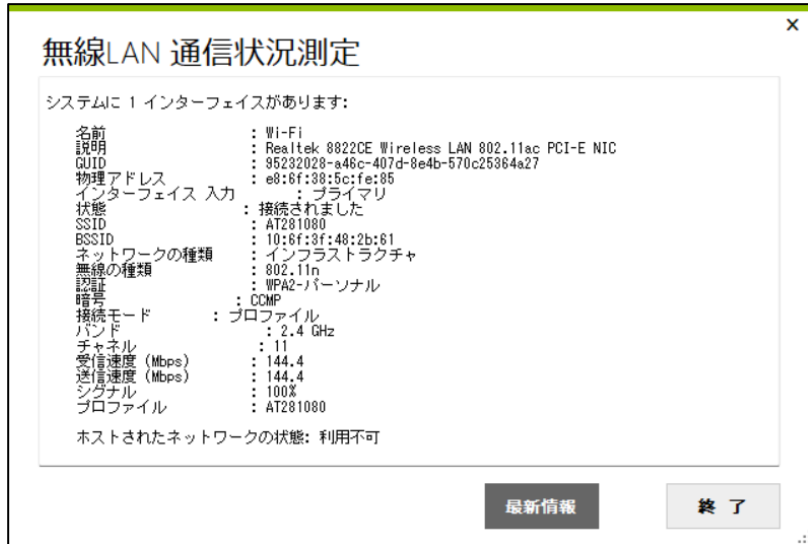 ×
無線LAN 通信状況測定
システムに 1 インターフェイスがあります:
名前 : Wi-Fi
説明 : Realtek 8822CE Wireless LAN 802.11ac PCI-E NIC
GUID : 95232028-a46c-407d-8e4b-570c25364a27
物理アドレス : e8:6f:38:5c:fe:85
インターフェイス 入力 : プライマリ
状態 : 接続されました
SSID : AT281080
BSSID : 10:6f:3f:48:2b:61
ネットワークの種類 : インフラストラクチャ
無線の種類 : 802.11n
認証 : WPA2-パーソナル
暗号 : CCMP
接続モード : プロファイル
バンド : 2.4 GHz
チャネル : 11
受信速度 (Mbps) : 144.4
送信速度 (Mbps) : 144.4
シグナル : 100%
プロファイル : AT281080
ホストされたネットワークの状態: 利用不可
最新情報 終 了